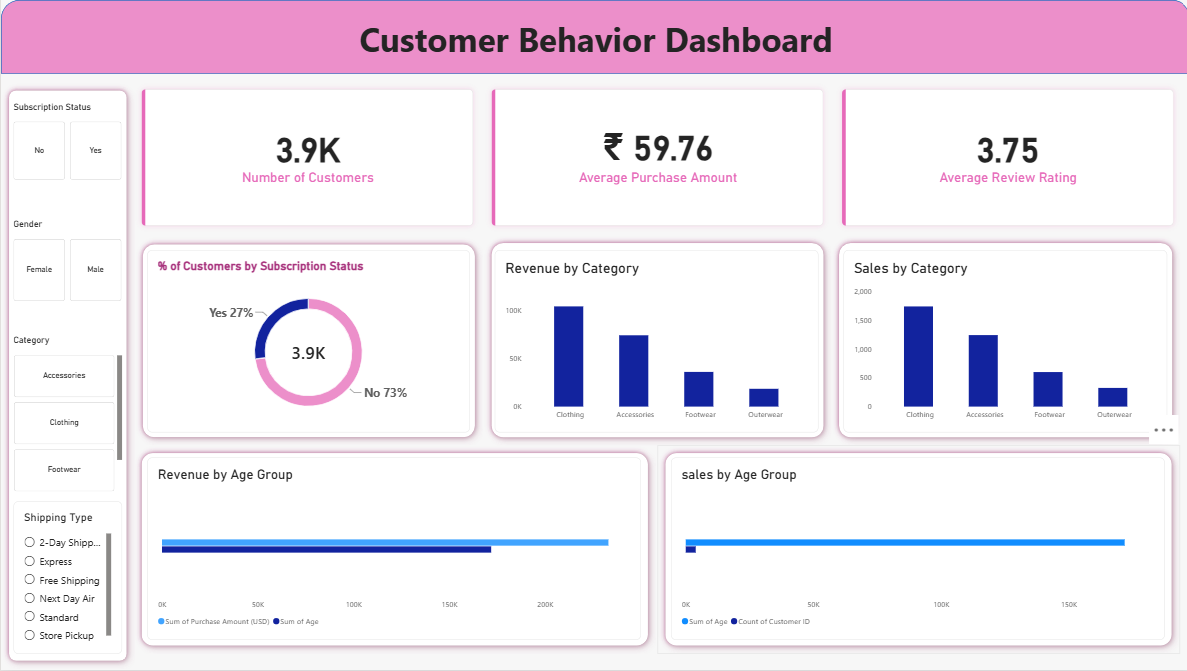 Customer Behavior Dashboard
Subscription Status
No Yes
Gender
Female Male
Category
Accessories
Clothing
Footwear
Shipping Type
2-Day Shipp...
Express
Free Shipping
Next Day Air
Standard
Store Pickup
3.9K
Number of Customers
₹ 59.76
Average Purchase Amount
3.75
Average Review Rating
% of Customers by Subscription Status
Yes 27%
3.9K
No 73%
Revenue by Category
100K
50K
0K
Clothing Accessories Footwear Outerwear
Sales by Category
2,000
1,500
1,000
500
0
Clothing Accessories Footwear Outerwear
Revenue by Age Group
0K 50K 100K 150K 200K
Sum of Purchase Amount (USD) Sum of Age
sales by Age Group
0K 50K 100K 150K
Sum of Age Count of Customer ID